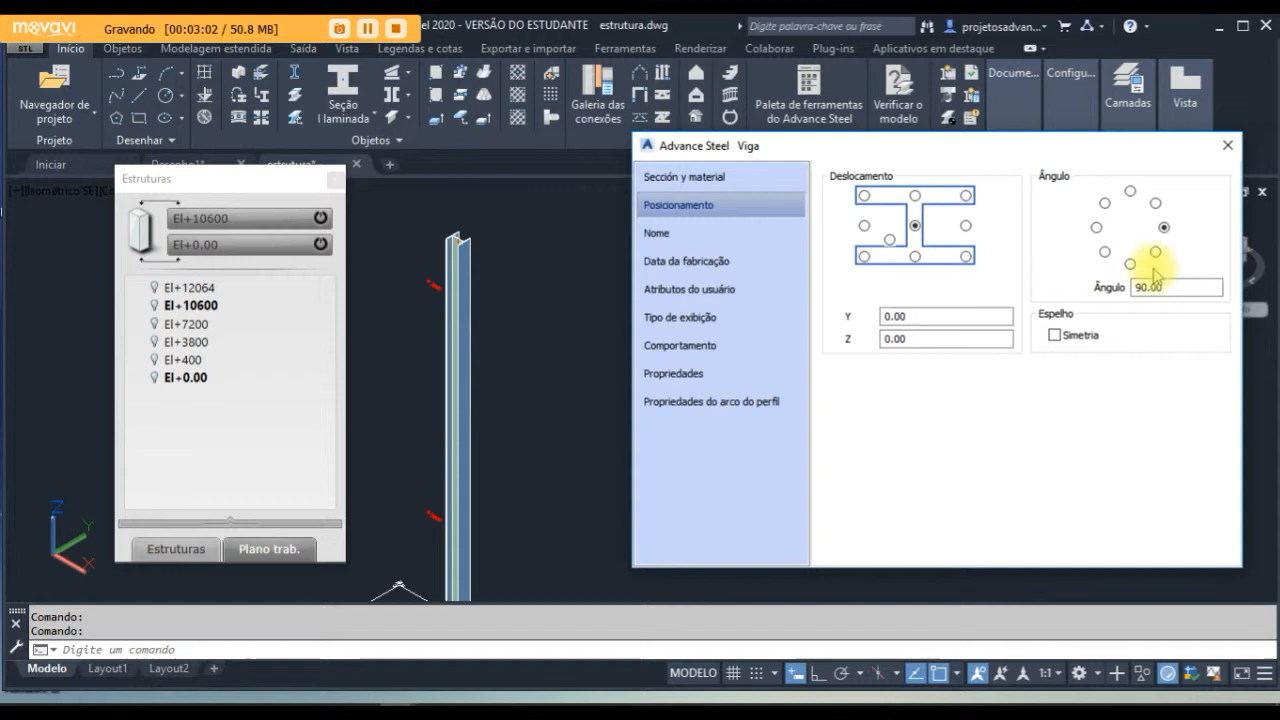 movavi
Gravando [00:03:02 / 50.8 MB]
el 2020 - VERSÃO DO ESTUDANTE estrutura.dwg
Digite palavra-chave ou frase
projetosadvan...
STL
Início Objetos Modelagem estendida Saída Vista Legendas e cotas Exportar e importar Ferramentas Renderizar Colaborar Plug-ins Aplicativos em destaque
Navegador de
projeto
Seção
I laminada
Galeria das
conexões
Paleta de ferramentas
do Advance Steel
Verificar o
modelo
Docume...
Configu...
Camadas
Vista
Projeto Desenhar Objetos
Iniciar Desenho1* estrutura*
[−][Isométrico SE][Co
Estruturas
El+10600
El+0.00
El+12064
El+10600
El+7200
El+3800
El+400
El+0.00
Estruturas Plano trab.
Z
Y
X
Advance Steel Viga
Sección y material
Posicionamento
Nome
Data da fabricação
Atributos do usuário
Tipo de exibição
Comportamento
Propriedades
Propriedades do arco do perfil
Deslocamento
Y 0.00
Z 0.00
Ângulo
Ângulo 90.00
Espelho
Simetria
Comando:
Comando:
Digite um comando
Modelo Layout1 Layout2 +
MODELO
1:1